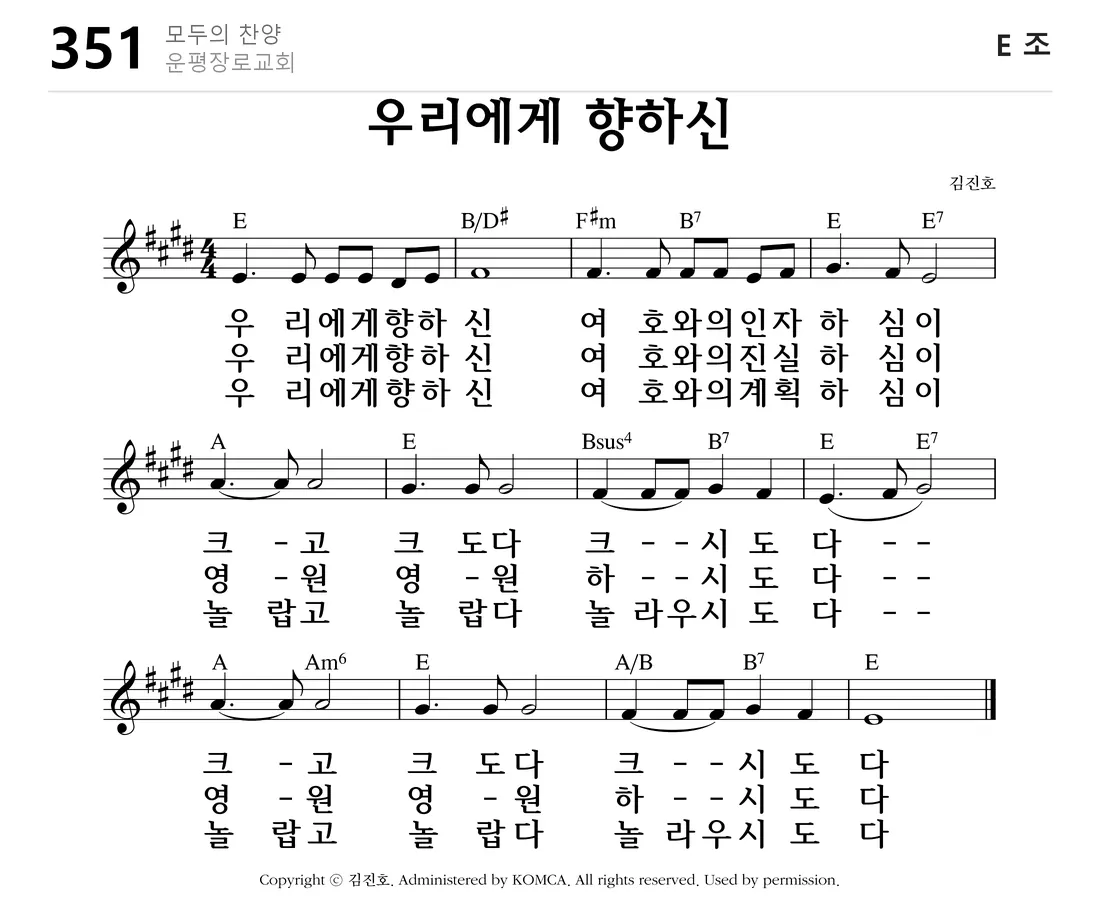 351 모두의 찬양
운평장로교회
E 조
우리에게 향하신
김진호
E B/D♯ F♯m B7 E E7
4/4
우 리에게향하 신 여 호와의인자 하 심이
우 리에게향하 신 여 호와의진실 하 심이
우 리에게향하 신 여 호와의계획 하 심이
A E Bsus4 B7 E E7
크 -고 크 도다 크 - -시 도 다 - -
영 -원 영 -원 하 - -시 도 다 - -
놀 랍고 놀 랍다 놀 라우시 도 다 - -
A Am6 E A/B B7 E
크 -고 크 도다 크 - -시 도 다
영 -원 영 -원 하 - -시 도 다
놀 랍고 놀 랍다 놀 라우시 도 다
Copyright ⓒ 김진호. Administered by KOMCA. All rights reserved. Used by permission.